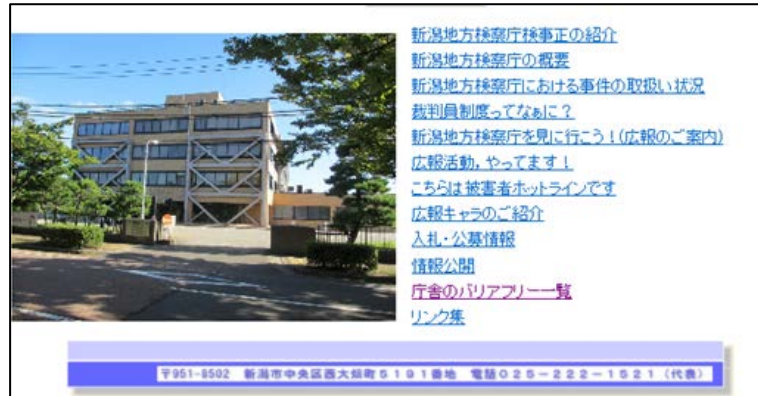 新潟地方検察庁検事正の紹介
新潟地方検察庁の概要
新潟地方検察庁における事件の取扱い状況
裁判員制度ってなぁに？
新潟地方検察庁を見に行こう！(広報のご案内)
広報活動，やってます！
こちらは被害者ホットラインです
広報キャラのご紹介
入札・公募情報
情報公開
庁舎のバリアフリー一覧
リンク集
〒951-8502　新潟市中央区西大畑町５１９１番地　電話０２５－２２２－１５２１（代表）